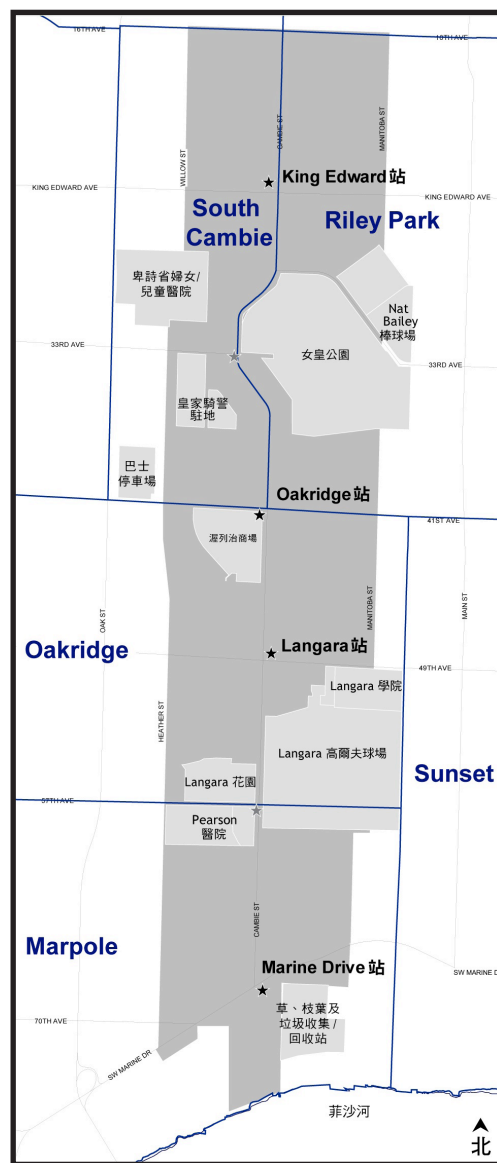 16TH AVE
16TH AVE
CAMBIE ST
MANITOBA ST
WILLOW ST
King Edward站
KING EDWARD AVE
KING EDWARD AVE
South
Cambie
Riley Park
卑詩省婦女/
兒童醫院
Nat
Bailey
棒球場
33RD AVE
女皇公園
33RD AVE
皇家騎警
駐地
巴士
停車場
Oakridge站
41ST AVE
渥列治商場
OAK ST
MANITOBA ST
MAIN ST
Oakridge
Langara站
49TH AVE
HEATHER ST
Langara 學院
Langara 高爾夫球場
Langara 花園
Sunset
57TH AVE
Pearson
醫院
CAMBIE ST
Marpole
Marine Drive站
SW MARINE D
草、枝葉及
垃圾收集/
回收站
70TH AVE
SW MARINE DR
菲沙河
北